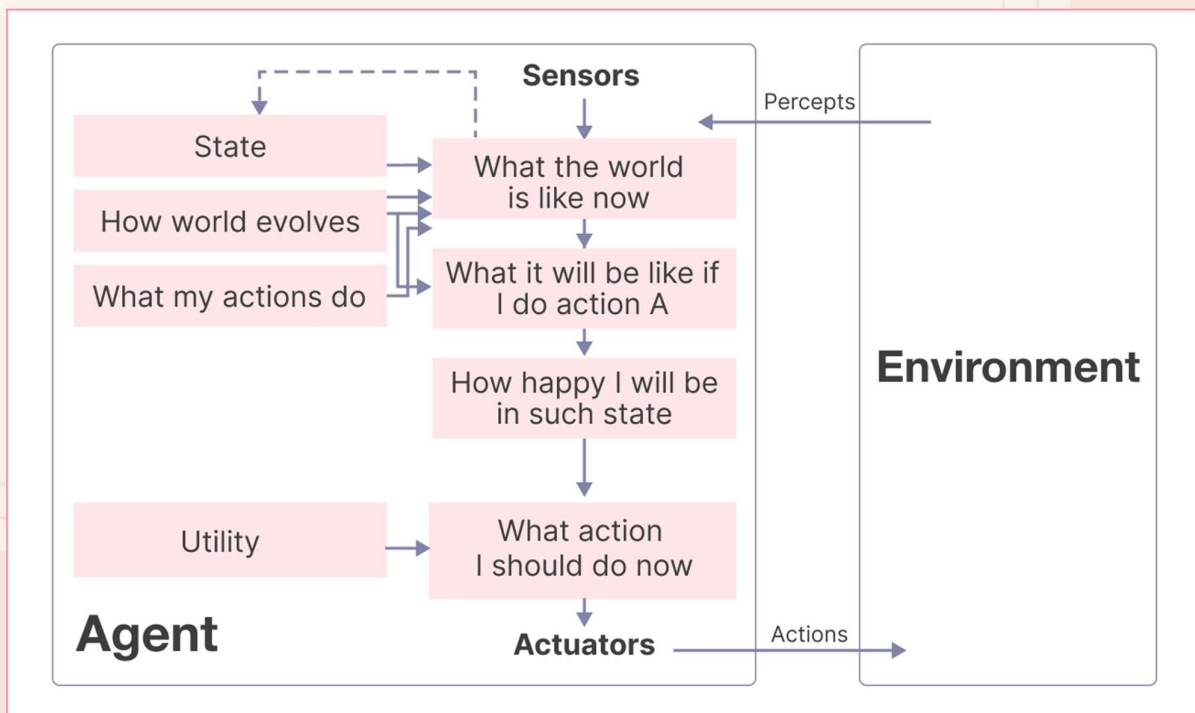 Sensors
Percepts
State
What the world
is like now
How world evolves
What it will be like if
I do action A
What my actions do
How happy I will be
in such state
Environment
Utility
What action
I should do now
Agent
Actuators
Actions